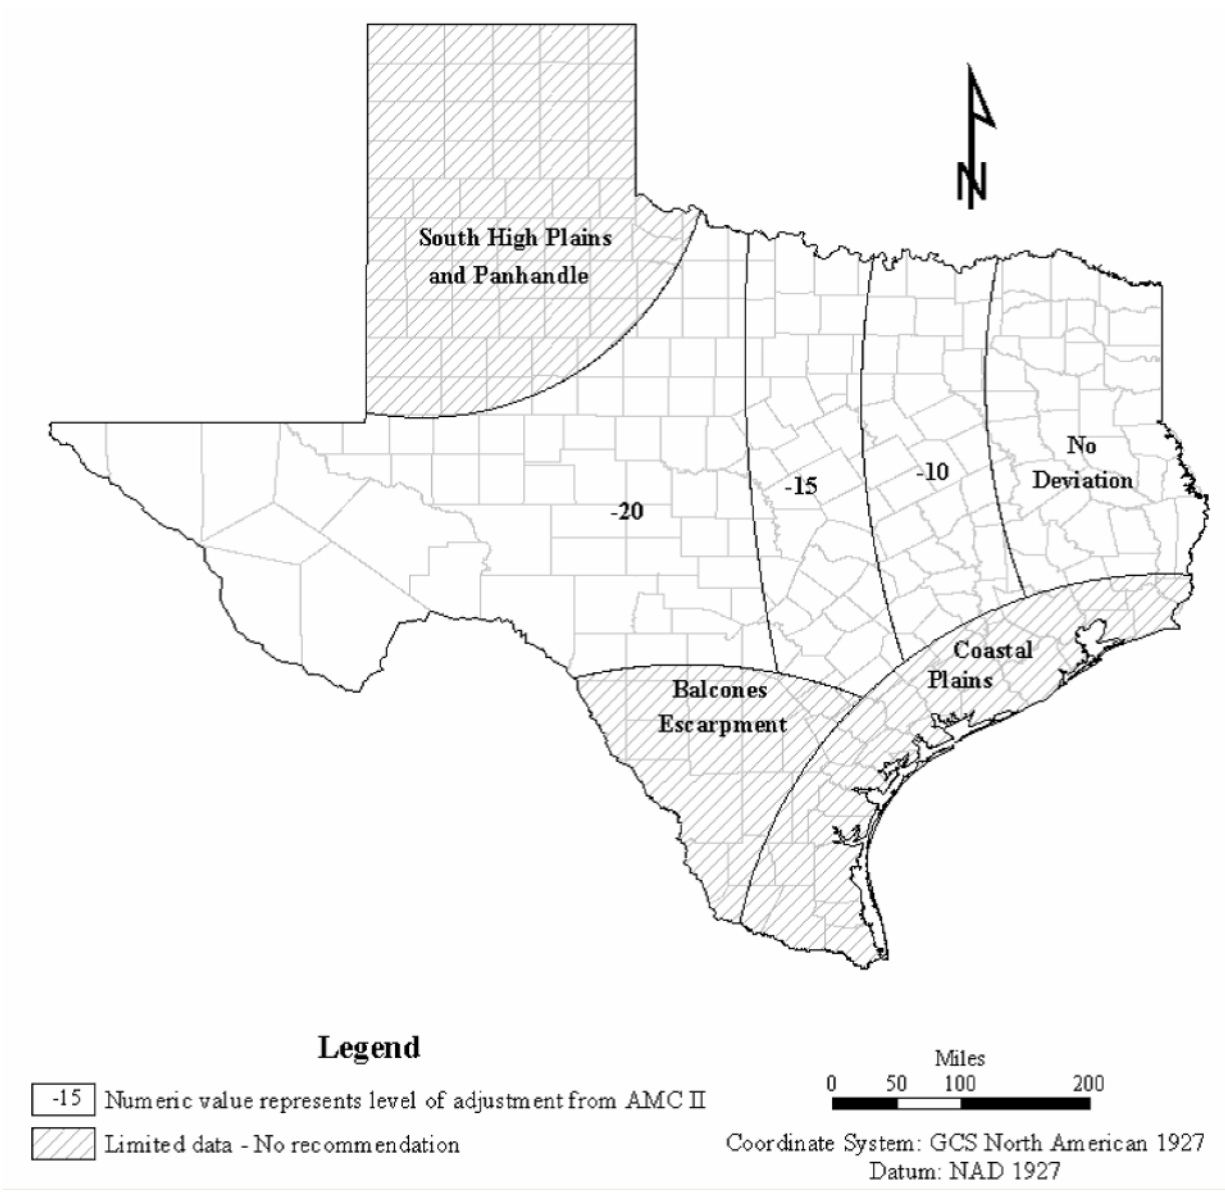 N
South High Plains
and Panhandle
No
Deviation
-10
-15
-20
Coastal
Plains
Balcones
Escarpment
Legend
-15 Numeric value represents level of adjustment from AMC II
Limited data - No recommendation
Miles
0 50 100 200
Coordinate System: GCS North American 1927
Datum: NAD 1927